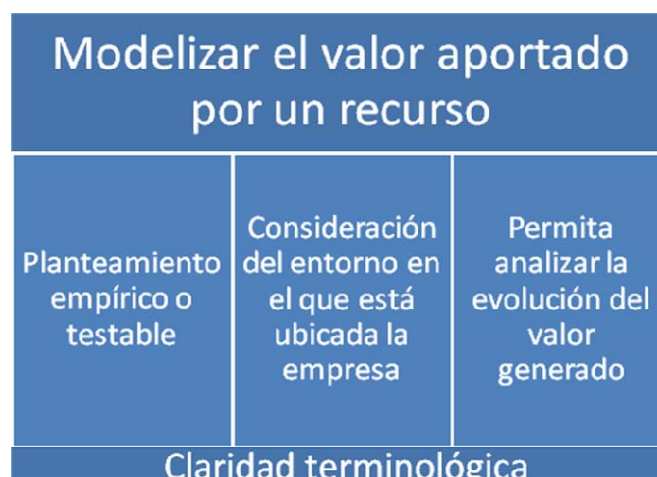 Modelizar el valor aportado
por un recurso
Planteamiento
empírico o
testable
Consideración
del entorno en
el que está
ubicada la
empresa
Permita
analizar la
evolución del
valor
generado
Claridad terminológica